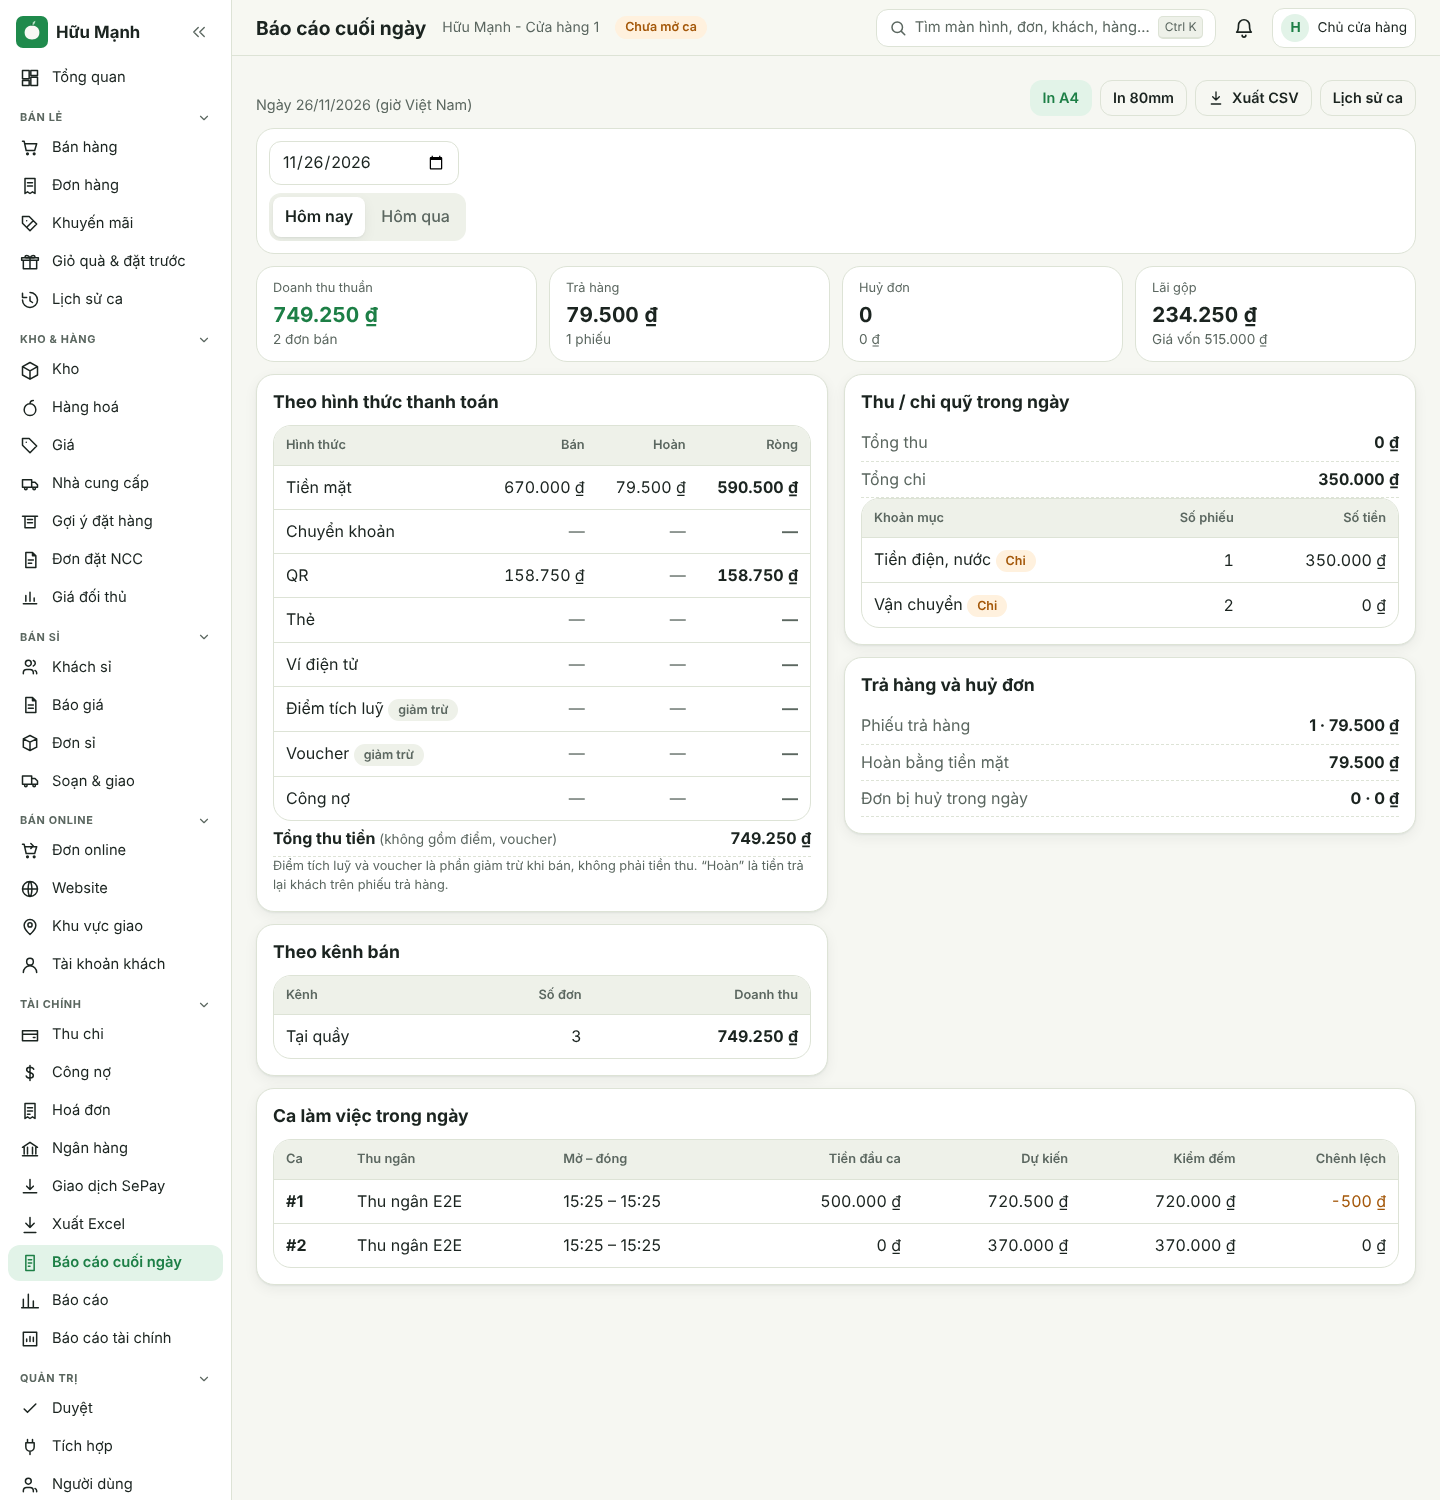 Hữu Mạnh
Tổng quan
BÁN LẺ
Bán hàng
Đơn hàng
Khuyến mãi
Giỏ quà & đặt trước
Lịch sử ca
KHO & HÀNG
Kho
Hàng hoá
Giá
Nhà cung cấp
Gợi ý đặt hàng
Đơn đặt NCC
Giá đối thủ
BÁN SỈ
Khách sỉ
Báo giá
Đơn sỉ
Soạn & giao
BÁN ONLINE
Đơn online
Website
Khu vực giao
Tài khoản khách
TÀI CHÍNH
Thu chi
Công nợ
Hoá đơn
Ngân hàng
Giao dịch SePay
Xuất Excel
Báo cáo cuối ngày
Báo cáo
Báo cáo tài chính
QUẢN TRỊ
Duyệt
Tích hợp
Người dùng
Báo cáo cuối ngày Hữu Mạnh - Cửa hàng 1 Chưa mở ca Tìm màn hình, đơn, khách, hàng... Ctrl K H Chủ cửa hàng
Ngày 26/11/2026 (giờ Việt Nam) In A4 In 80mm Xuất CSV Lịch sử ca
11/26/2026
Hôm nay Hôm qua
Doanh thu thuần
749.250 ₫
2 đơn bán
Trả hàng
79.500 ₫
1 phiếu
Huỷ đơn
0
0 ₫
Lãi gộp
234.250 ₫
Giá vốn 515.000 ₫
Theo hình thức thanh toán
Hình thức Bán Hoàn Ròng
Tiền mặt 670.000 ₫ 79.500 ₫ 590.500 ₫
Chuyển khoản — — —
QR 158.750 ₫ — 158.750 ₫
Thẻ — — —
Ví điện tử — — —
Điểm tích luỹ giảm trừ — — —
Voucher giảm trừ — — —
Công nợ — — —
Tổng thu tiền (không gồm điểm, voucher) 749.250 ₫
Điểm tích luỹ và voucher là phần giảm trừ khi bán, không phải tiền thu. “Hoàn” là tiền trả
lại khách trên phiếu trả hàng.
Thu / chi quỹ trong ngày
Tổng thu 0 ₫
Tổng chi 350.000 ₫
Khoản mục Số phiếu Số tiền
Tiền điện, nước Chi 1 350.000 ₫
Vận chuyển Chi 2 0 ₫
Trả hàng và huỷ đơn
Phiếu trả hàng 1 · 79.500 ₫
Hoàn bằng tiền mặt 79.500 ₫
Đơn bị huỷ trong ngày 0 · 0 ₫
Theo kênh bán
Kênh Số đơn Doanh thu
Tại quầy 3 749.250 ₫
Ca làm việc trong ngày
Ca Thu ngân Mở – đóng Tiền đầu ca Dự kiến Kiểm đếm Chênh lệch
#1 Thu ngân E2E 15:25 – 15:25 500.000 ₫ 720.500 ₫ 720.000 ₫ -500 ₫
#2 Thu ngân E2E 15:25 – 15:25 0 ₫ 370.000 ₫ 370.000 ₫ 0 ₫